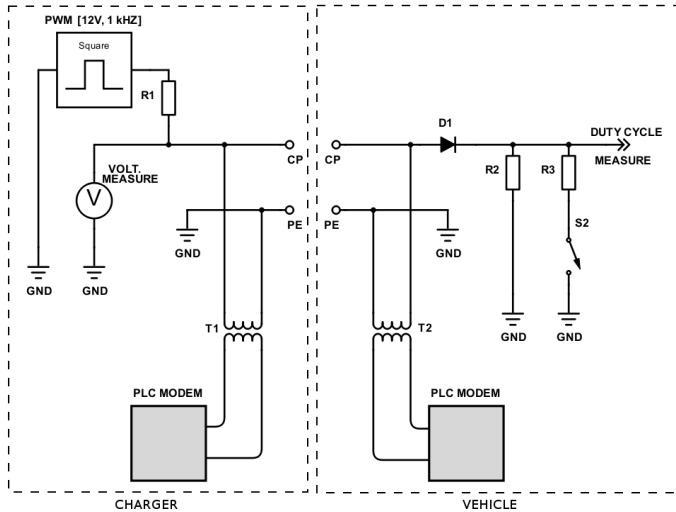 PWM [12V, 1 kHZ]
Square
R1
VOLT.
MEASURE
V
GND
GND
GND
CP
PE
T1
PLC MODEM
CHARGER
CP
PE
D1
R2
R3
DUTY CYCLE
MEASURE
S2
GND
GND
GND
T2
PLC MODEM
VEHICLE